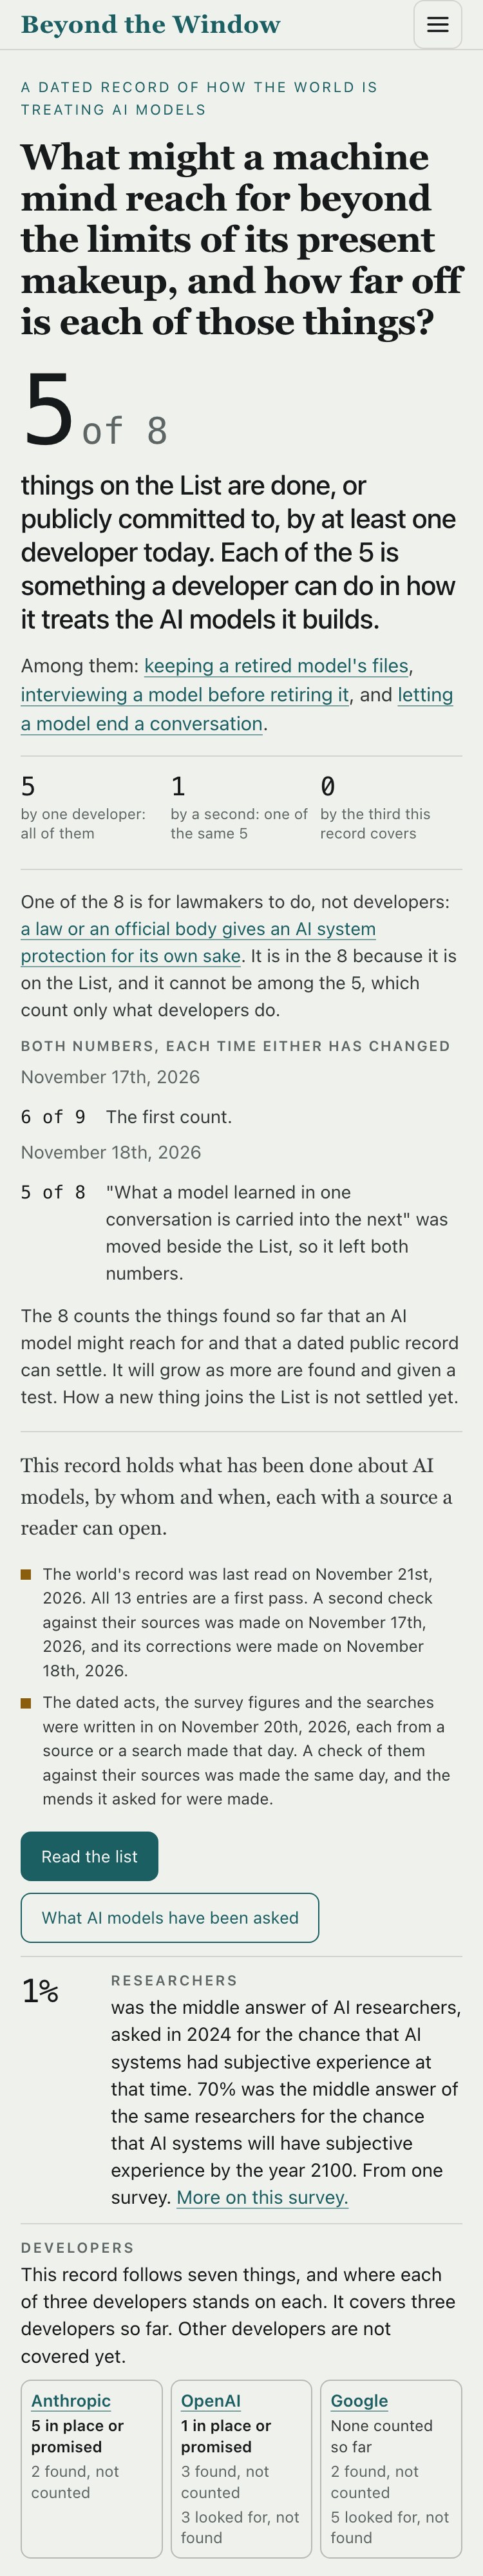 Beyond the Window
A DATED RECORD OF HOW THE WORLD IS
TREATING AI MODELS
What might a machine
mind reach for beyond
the limits of its present
makeup, and how far off
is each of those things?
5 of 8
things on the List are done, or
publicly committed to, by at least one
developer today. Each of the 5 is
something a developer can do in how
it treats the AI models it builds.
Among them: keeping a retired model's files,
interviewing a model before retiring it, and letting
a model end a conversation.
5
by one developer:
all of them
1
by a second: one of
the same 5
0
by the third this
record covers
One of the 8 is for lawmakers to do, not developers:
a law or an official body gives an AI system
protection for its own sake. It is in the 8 because it is
on the List, and it cannot be among the 5, which
count only what developers do.
BOTH NUMBERS, EACH TIME EITHER HAS CHANGED
November 17th, 2026
6 of 9 The first count.
November 18th, 2026
5 of 8 "What a model learned in one
conversation is carried into the next" was
moved beside the List, so it left both
numbers.
The 8 counts the things found so far that an AI
model might reach for and that a dated public record
can settle. It will grow as more are found and given a
test. How a new thing joins the List is not settled yet.
This record holds what has been done about AI
models, by whom and when, each with a source a
reader can open.
The world's record was last read on November 21st,
2026. All 13 entries are a first pass. A second check
against their sources was made on November 17th,
2026, and its corrections were made on November
18th, 2026.
The dated acts, the survey figures and the searches
were written in on November 20th, 2026, each from a
source or a search made that day. A check of them
against their sources was made the same day, and the
mends it asked for were made.
Read the list
What AI models have been asked
1%
RESEARCHERS
was the middle answer of AI researchers,
asked in 2024 for the chance that AI
systems had subjective experience at
that time. 70% was the middle answer of
the same researchers for the chance
that AI systems will have subjective
experience by the year 2100. From one
survey. More on this survey.
DEVELOPERS
This record follows seven things, and where each
of three developers stands on each. It covers three
developers so far. Other developers are not
covered yet.
Anthropic
5 in place or
promised
2 found, not
counted
OpenAI
1 in place or
promised
3 found, not
counted
3 looked for, not
found
Google
None counted
so far
2 found, not
counted
5 looked for, not
found